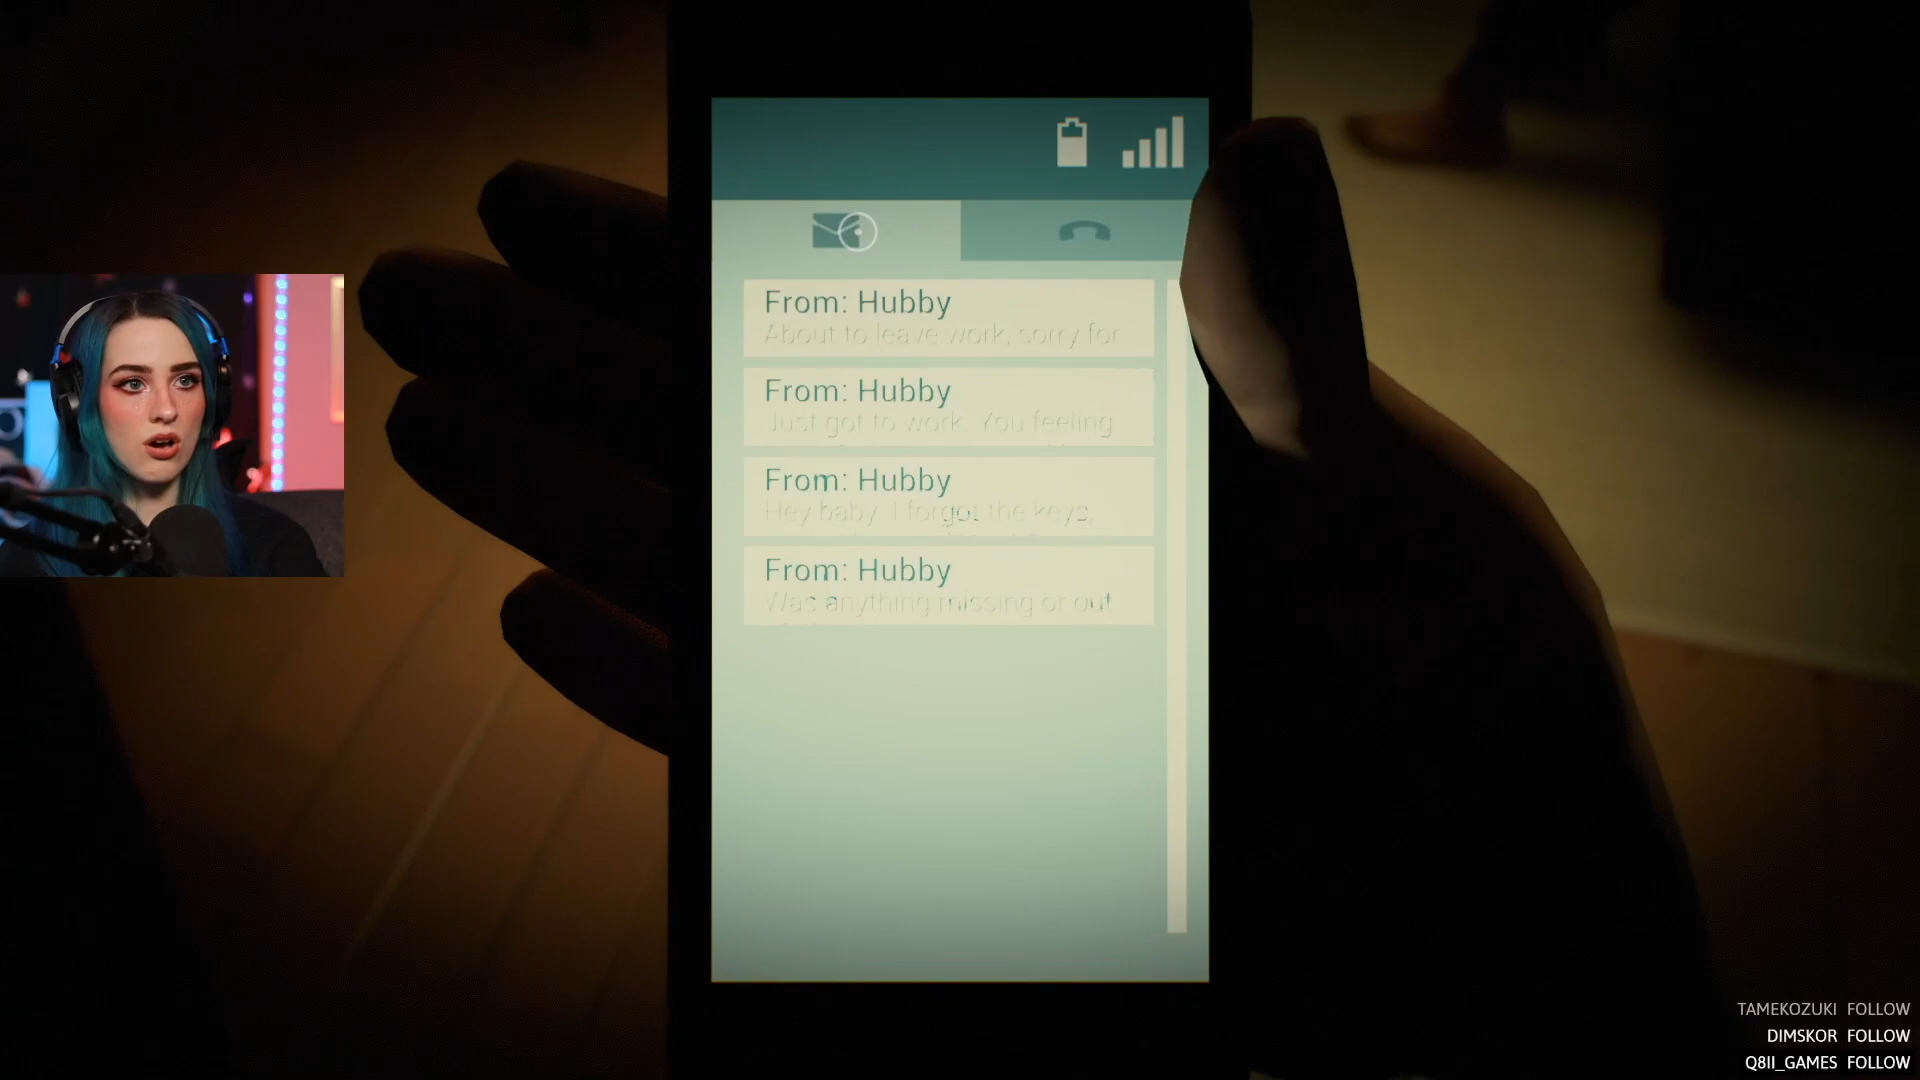 From: Hubby
About to leave work, sorry for
From: Hubby
Just got to work. You feeling
From: Hubby
Hey baby I forgot the keys,
From: Hubby
Was anything missing or out
TAMEKOZUKI FOLLOW
DIMSKOR FOLLOW
Q8II_GAMES FOLLOW